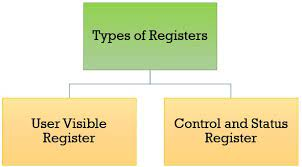 Types of Registers
User Visible
Register
Control and Status
Register